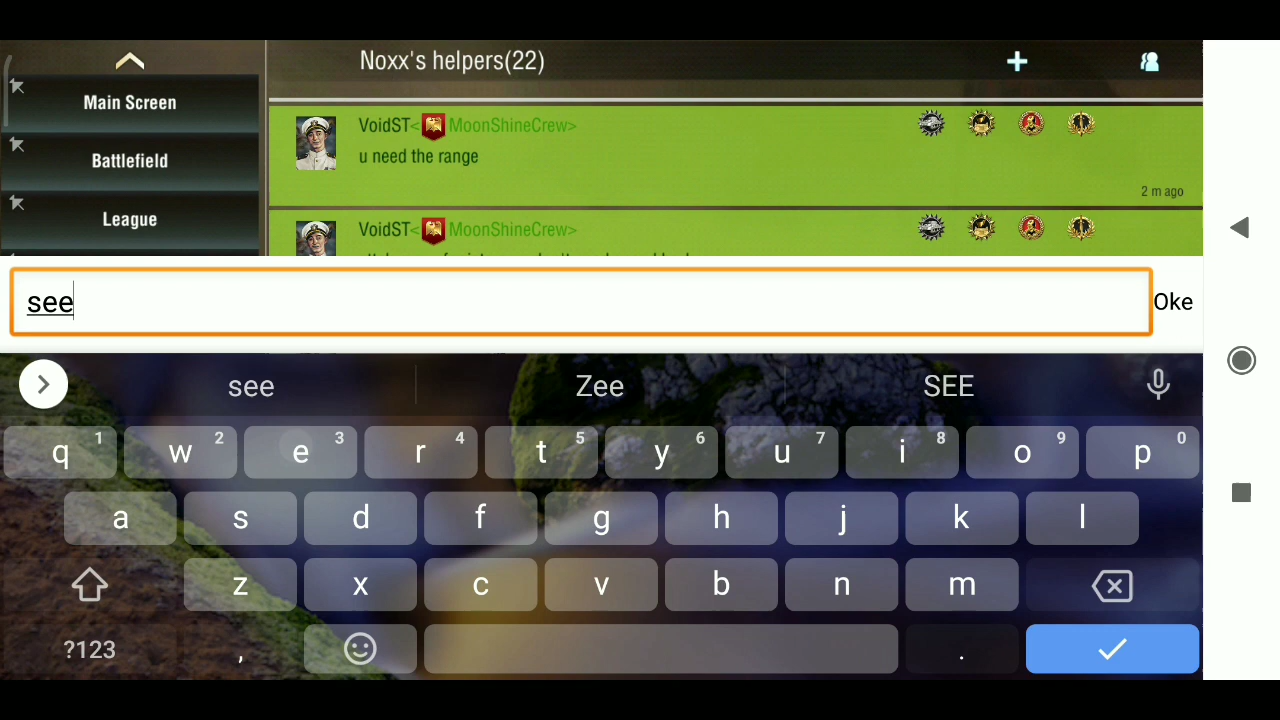 Noxx's helpers(22)
Main Screen
Battlefield
League
VoidST< MoonShineCrew>
u need the range
2 m ago
VoidST< MoonShineCrew>
see
Oke
see Zee SEE
q 1 w 2 e 3 r 4 t 5 y 6 u 7 i 8 o 9 p 0
a s d f g h j k l
z x c v b n m
?123 , .